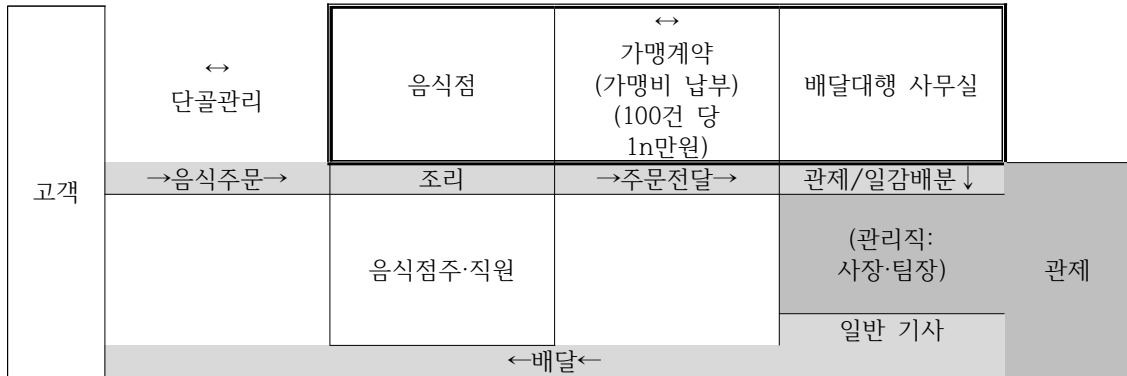 고객
↔
단골관리
음식점
↔
가맹계약
(가맹비 납부)
(100건 당
1n만원)
배달대행 사무실
→음식주문→
조리
→주문전달→
관제/일감배분↓
음식점주·직원
(관리직:
사장·팀장)
관제
일반 기사
←배달←